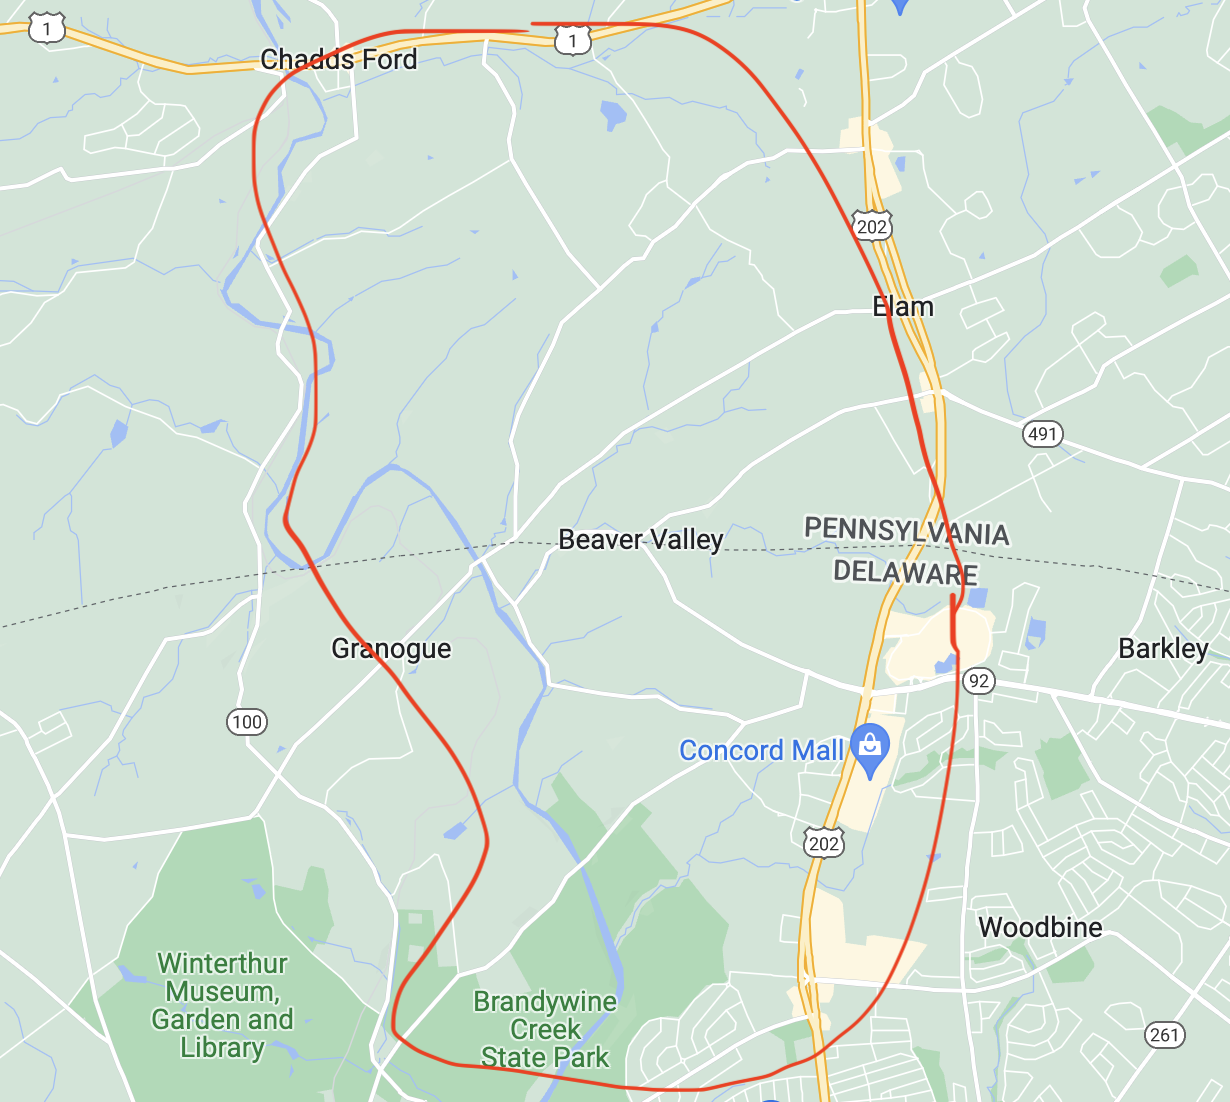 1
1
Chadds Ford
202
Elam
491
PENNSYLVANIA
Beaver Valley
DELAWARE
Granogue
Barkley
92
100
Concord Mall
202
Woodbine
Winterthur
Museum,
Garden and
Library
Brandywine
Creek
State Park
261